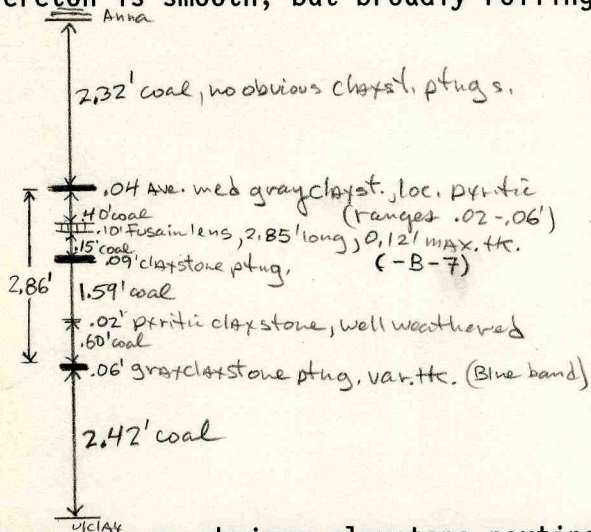 creton is smooth, but broadly rolling
Anna
2.32' coal, no obvious clayst. ptngs.
.04 Ave. med gray clayst., loc. pyritic
(ranges .02-.06')
.40' coal
.10' Fusain lens, 2.85' long, 0.12' max. tk.
.15' coal
.09' claystone ptng. (-B-7)
2.86'
1.59' coal
.02' pyritic claystone, well weathered
.60' coal
.06' gray claystone ptng. var. tk. (Blue band)
2.42' coal
obvious claystone parting